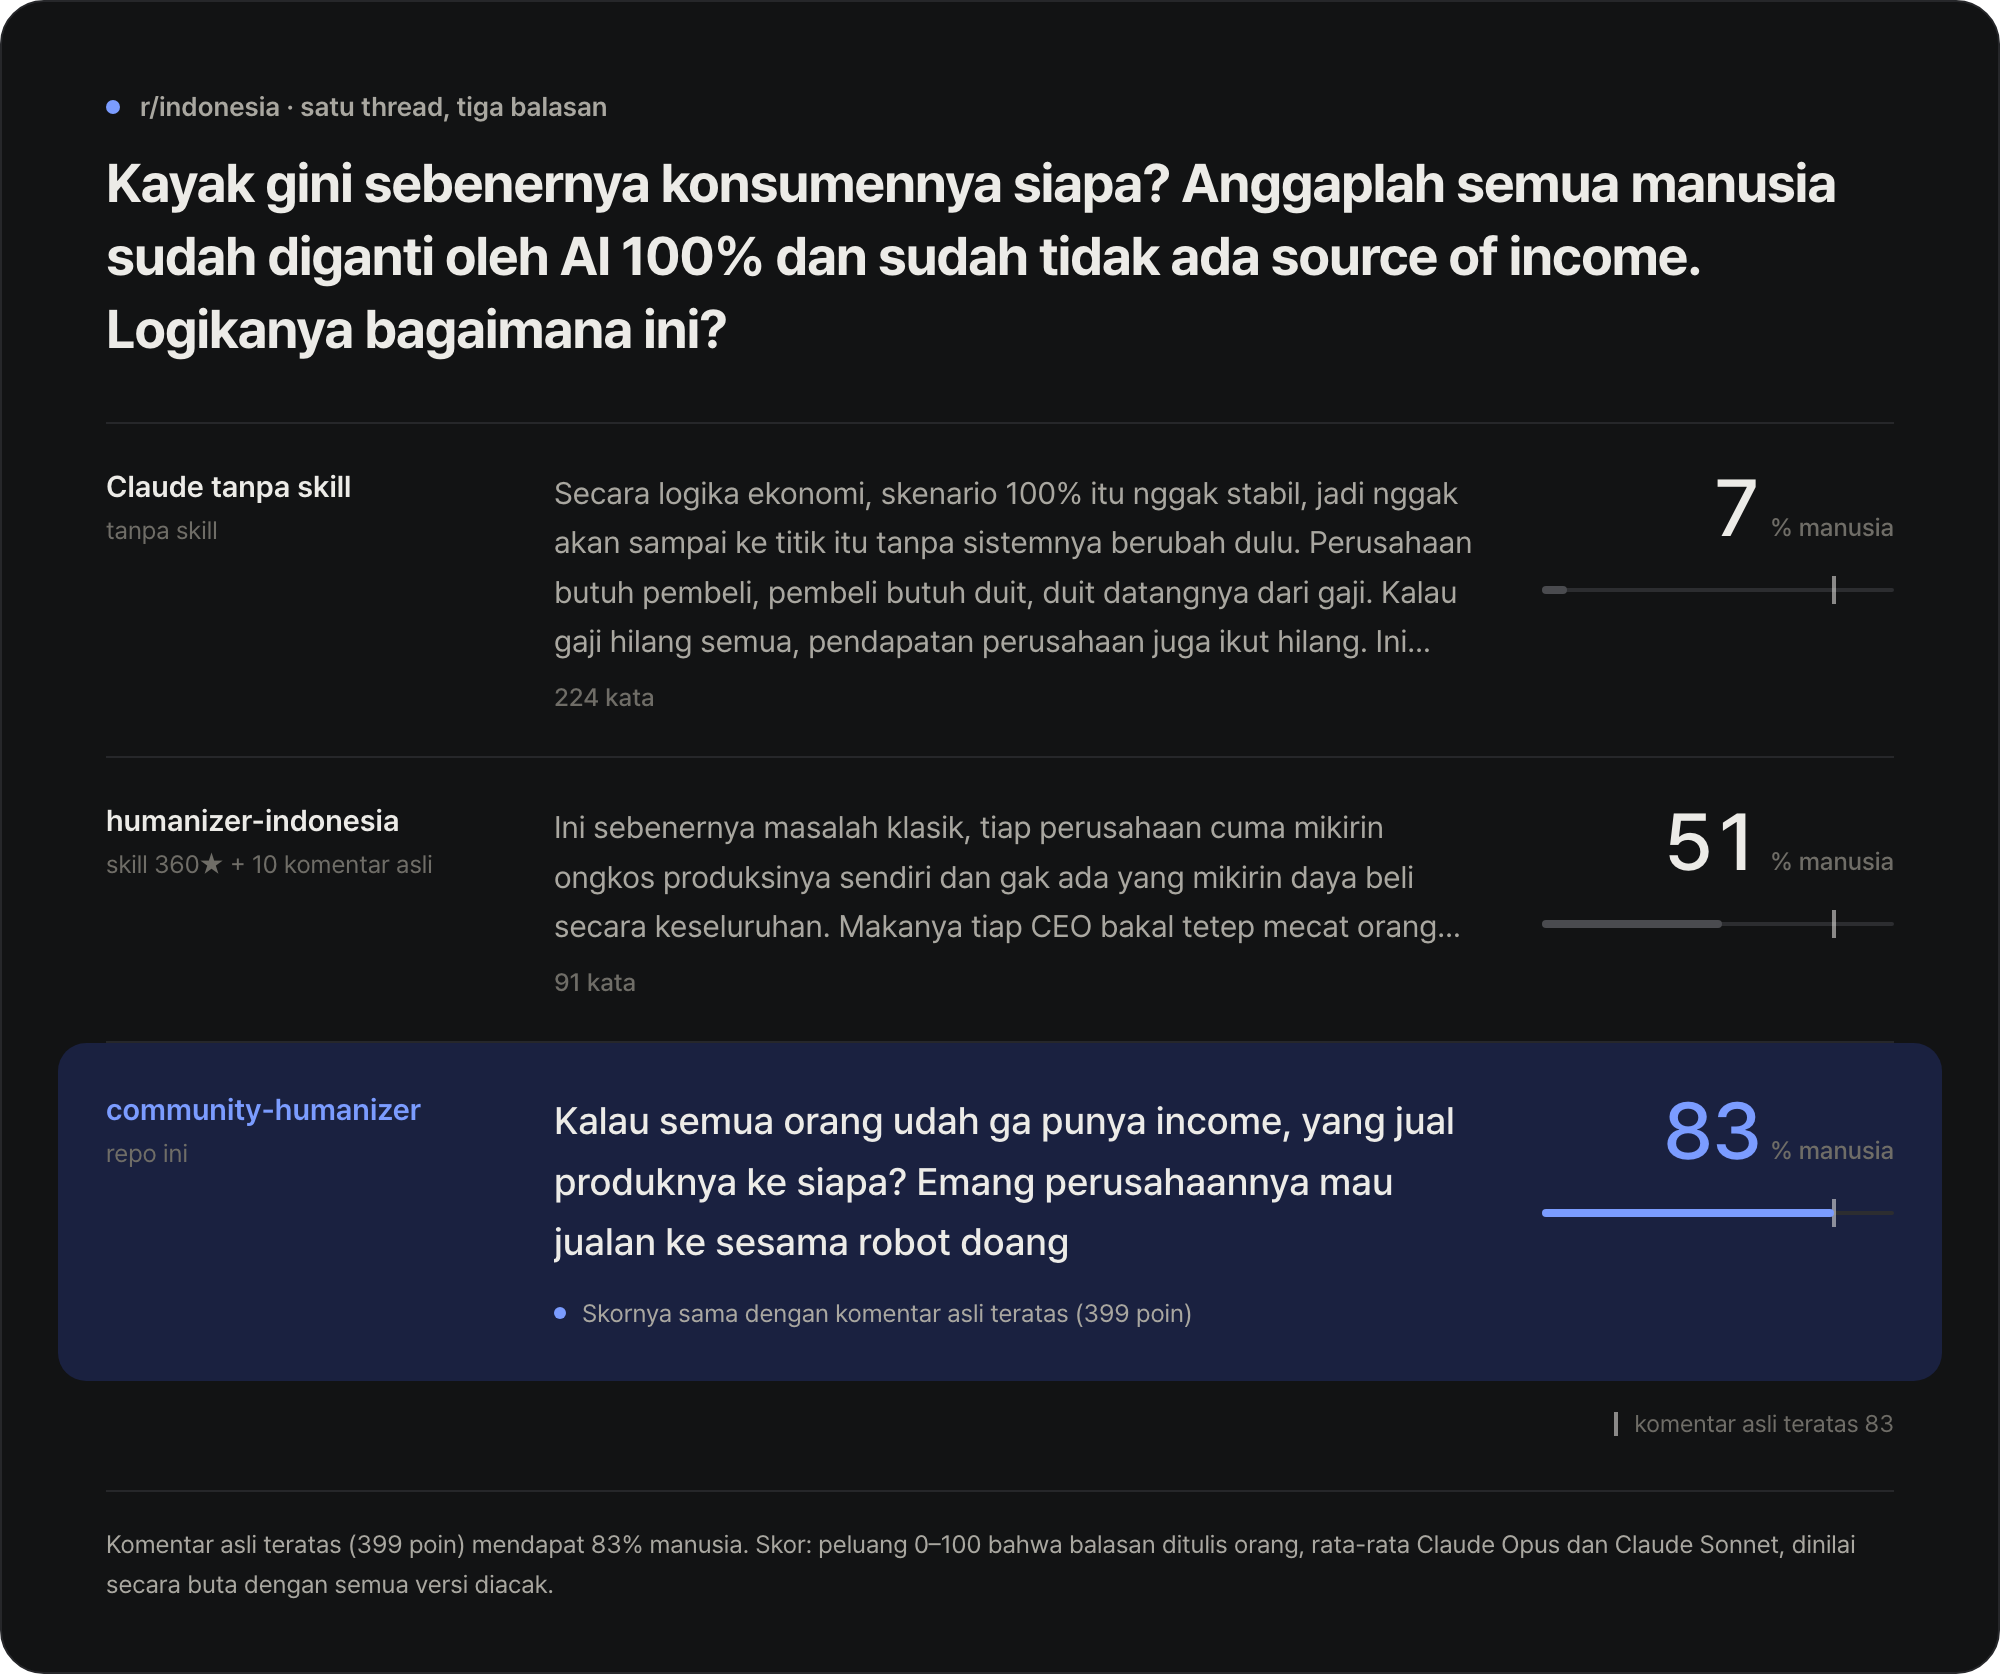 r/indonesia · satu thread, tiga balasan
Kayak gini sebenernya konsumennya siapa? Anggaplah semua manusia
sudah diganti oleh AI 100% dan sudah tidak ada source of income.
Logikanya bagaimana ini?
Claude tanpa skill
tanpa skill
Secara logika ekonomi, skenario 100% itu nggak stabil, jadi nggak
akan sampai ke titik itu tanpa sistemnya berubah dulu. Perusahaan
butuh pembeli, pembeli butuh duit, duit datangnya dari gaji. Kalau
gaji hilang semua, pendapatan perusahaan juga ikut hilang. Ini...
224 kata
7 % manusia
humanizer-indonesia
skill 360★ + 10 komentar asli
Ini sebenernya masalah klasik, tiap perusahaan cuma mikirin
ongkos produksinya sendiri dan gak ada yang mikirin daya beli
secara keseluruhan. Makanya tiap CEO bakal tetep mecat orang...
91 kata
51 % manusia
community-humanizer
repo ini
Kalau semua orang udah ga punya income, yang jual
produknya ke siapa? Emang perusahaannya mau
jualan ke sesama robot doang
Skornya sama dengan komentar asli teratas (399 poin)
83 % manusia
komentar asli teratas 83
Komentar asli teratas (399 poin) mendapat 83% manusia. Skor: peluang 0–100 bahwa balasan ditulis orang, rata-rata Claude Opus dan Claude Sonnet, dinilai
secara buta dengan semua versi diacak.